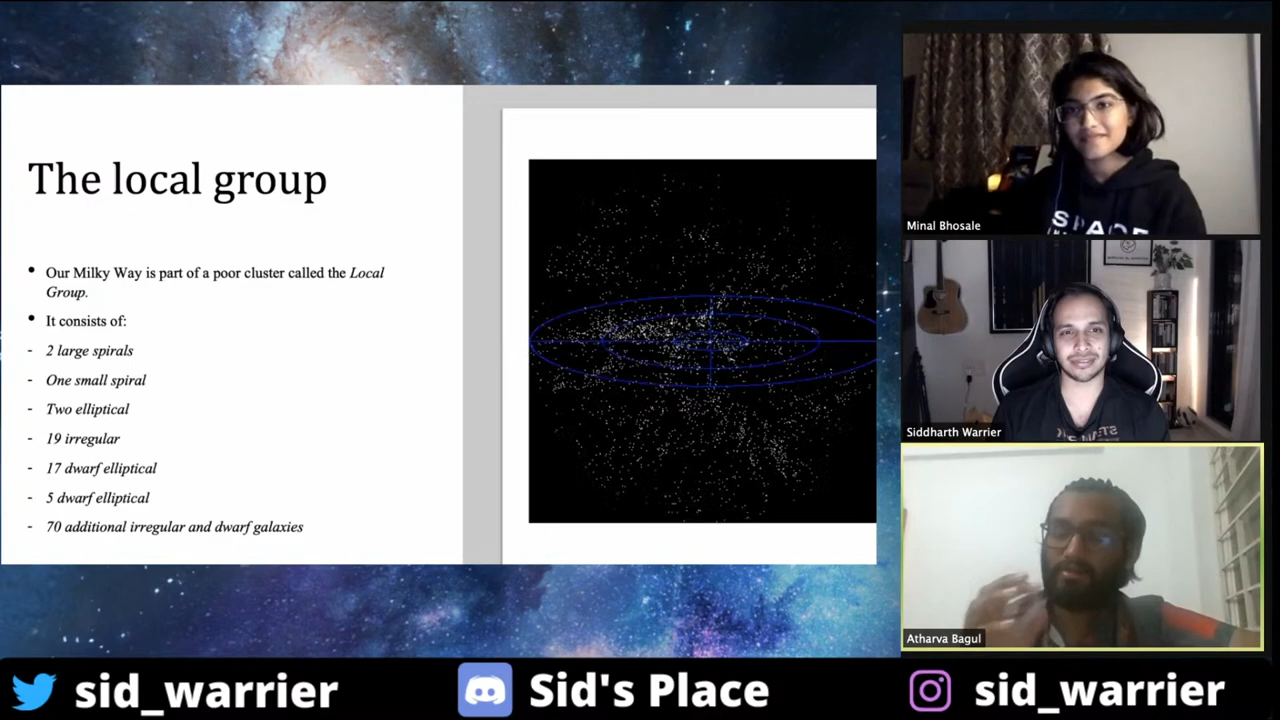 The local group
• Our Milky Way is part of a poor cluster called the Local
Group.
• It consists of:
- 2 large spirals
- One small spiral
- Two elliptical
- 19 irregular
- 17 dwarf elliptical
- 5 dwarf elliptical
- 70 additional irregular and dwarf galaxies
SPACE
Minal Bhosale
Siddharth Warrier
Atharva Bagul
sid_warrier
Sid's Place
sid_warrier